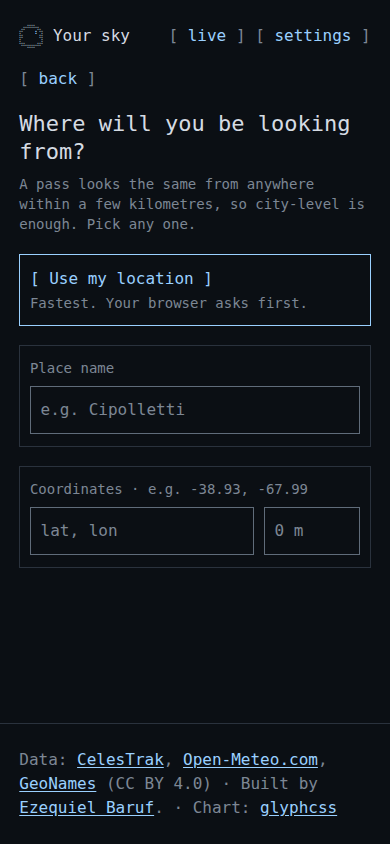 Your sky [ live ] [ settings ]
[ back ]
Where will you be looking
from?
A pass looks the same from anywhere
within a few kilometres, so city-level is
enough. Pick any one.
[ Use my location ]
Fastest. Your browser asks first.
Place name
e.g. Cipolletti
Coordinates · e.g. -38.93, -67.99
lat, lon 0 m
Data: CelesTrak, Open-Meteo.com,
GeoNames (CC BY 4.0) · Built by
Ezequiel Baruf. · Chart: glyphcss